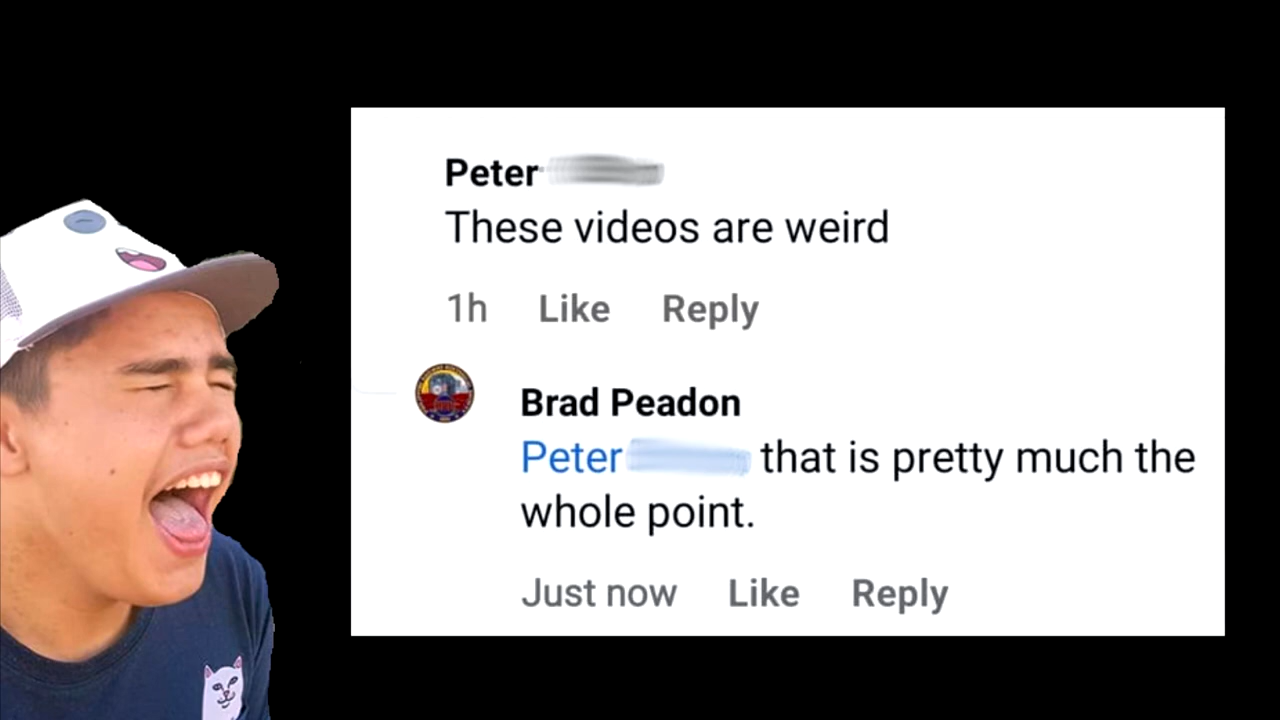 Peter
These videos are weird
1h Like Reply
Brad Peadon
Peter that is pretty much the
whole point.
Just now Like Reply